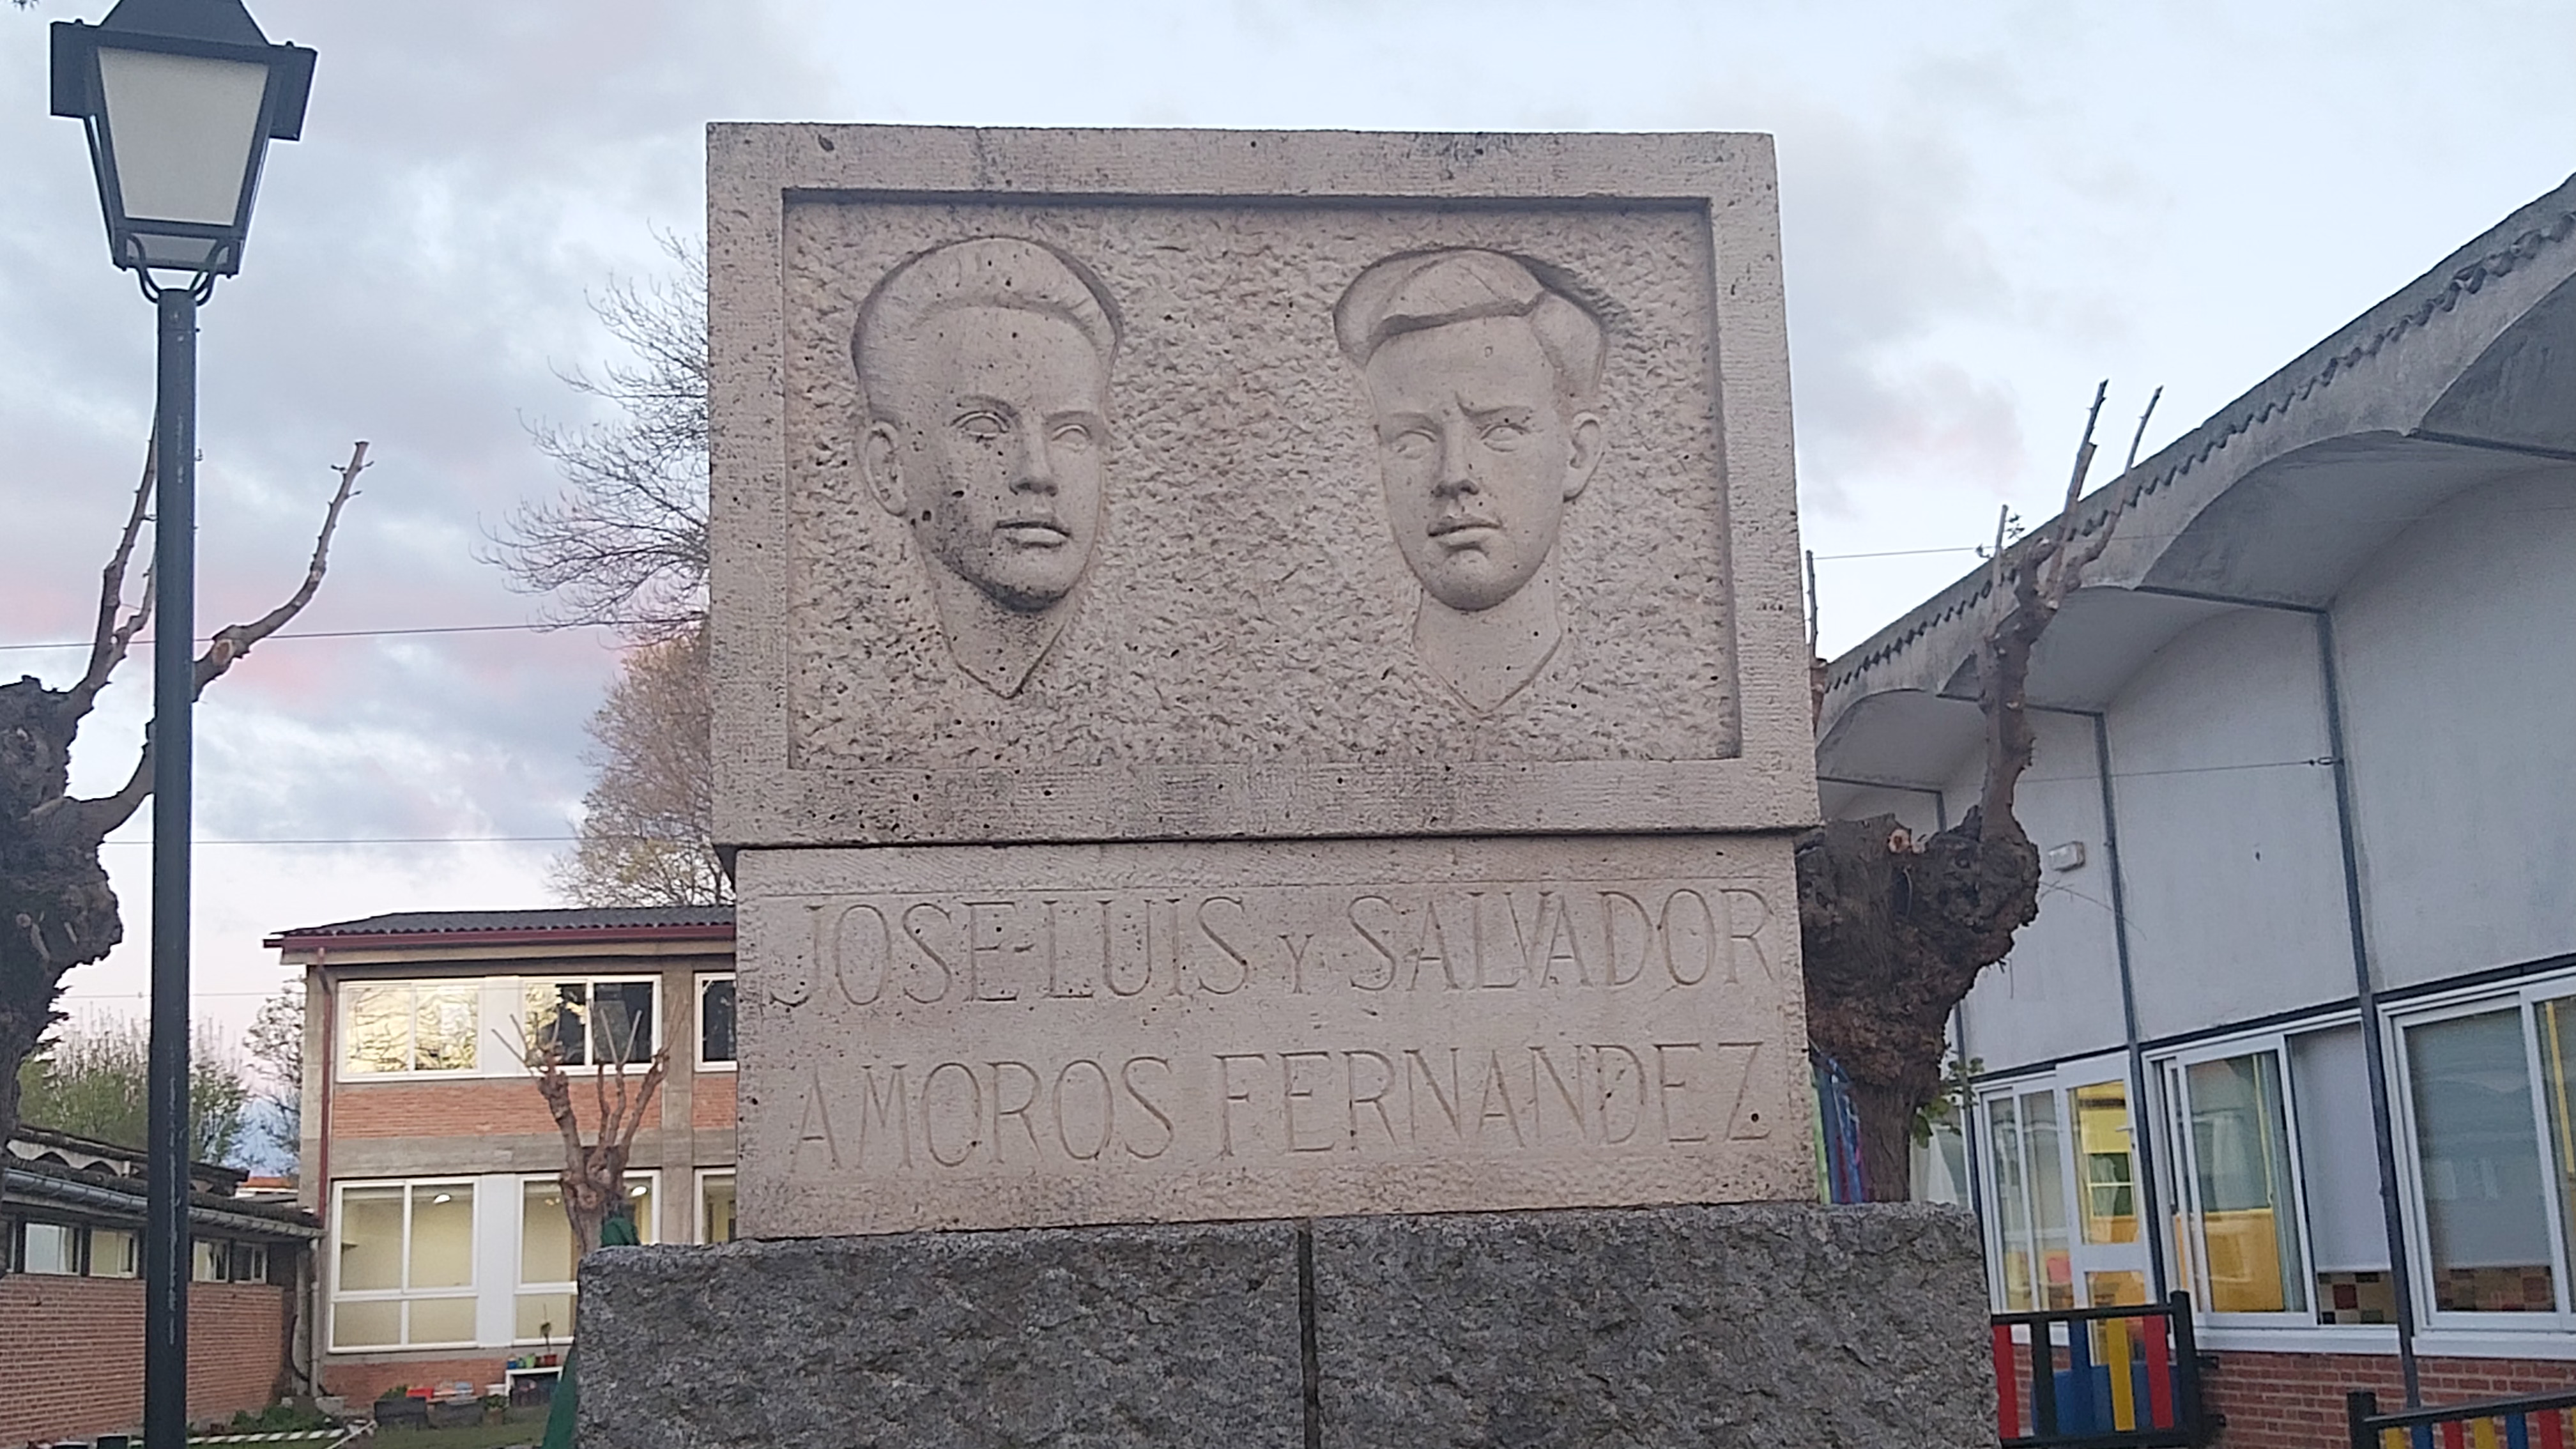 JOSE-LUIS Y SALVADOR
AMOROS FERNANDEZ